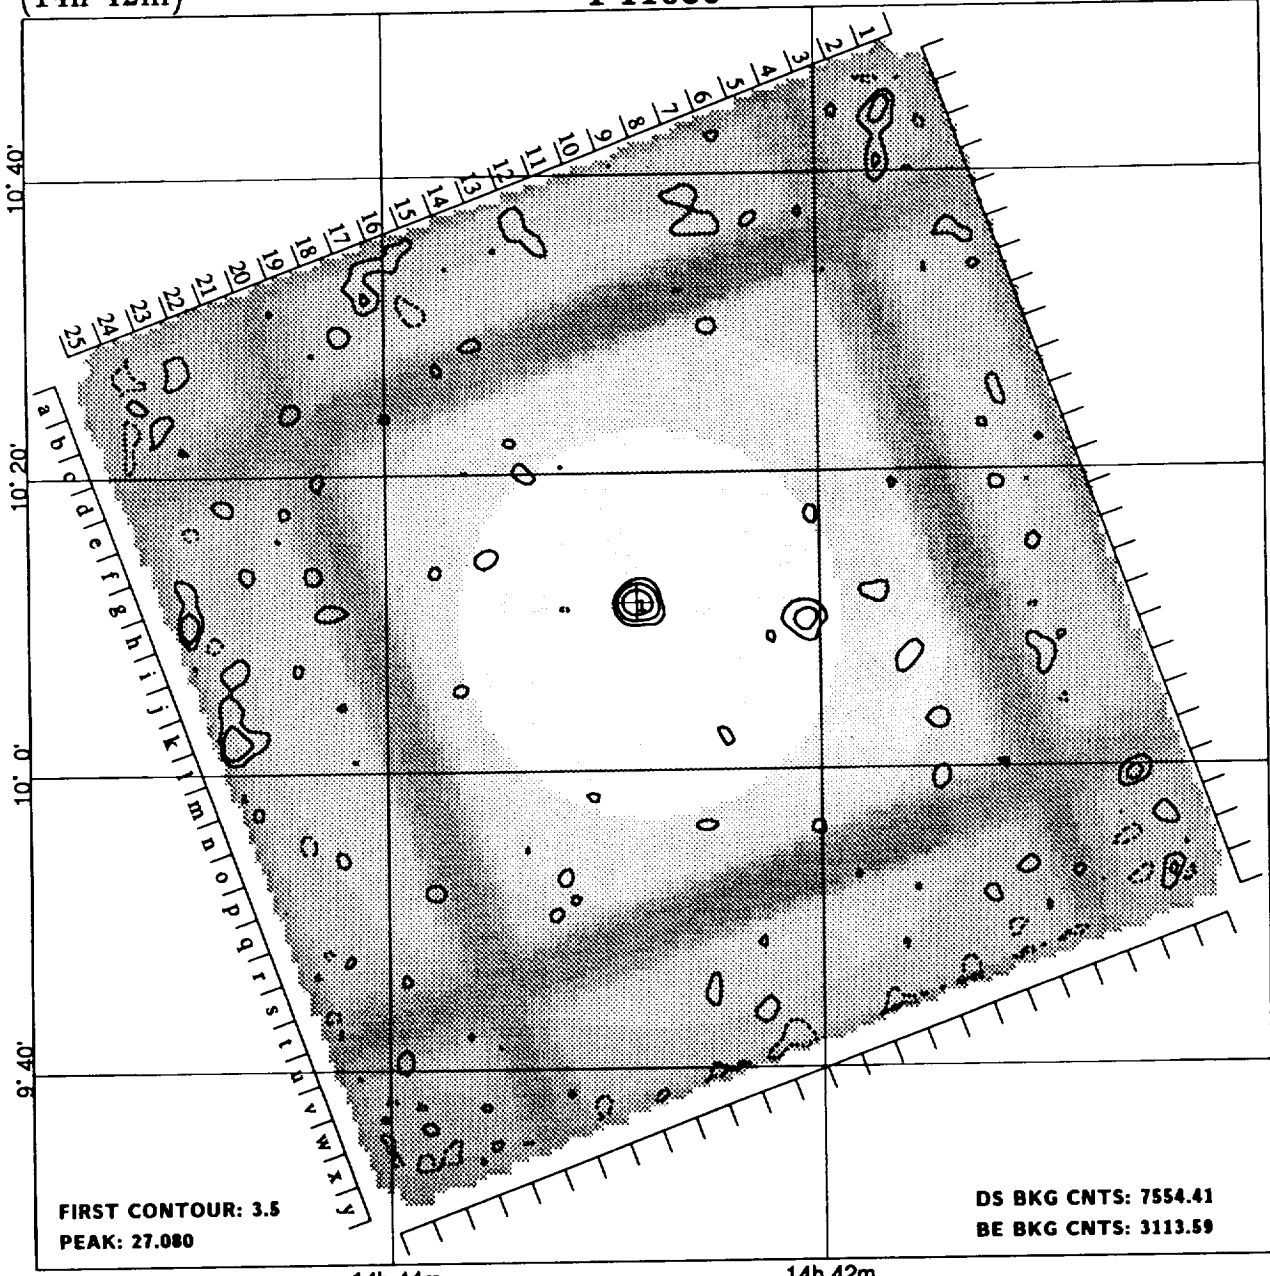 1 2 3 4 5 6 7 8 9 10 11 12 13 14 15 16 17 18 19 20 21 22 23 24 25
10° 40'
10° 20'
10° 0'
9° 40'
a b c d e f g h i j k l m n o p q r s t u v w x y
FIRST CONTOUR: 3.5
PEAK: 27.080
DS BKG CNTS: 7554.41
BE BKG CNTS: 3113.59
14h 42m